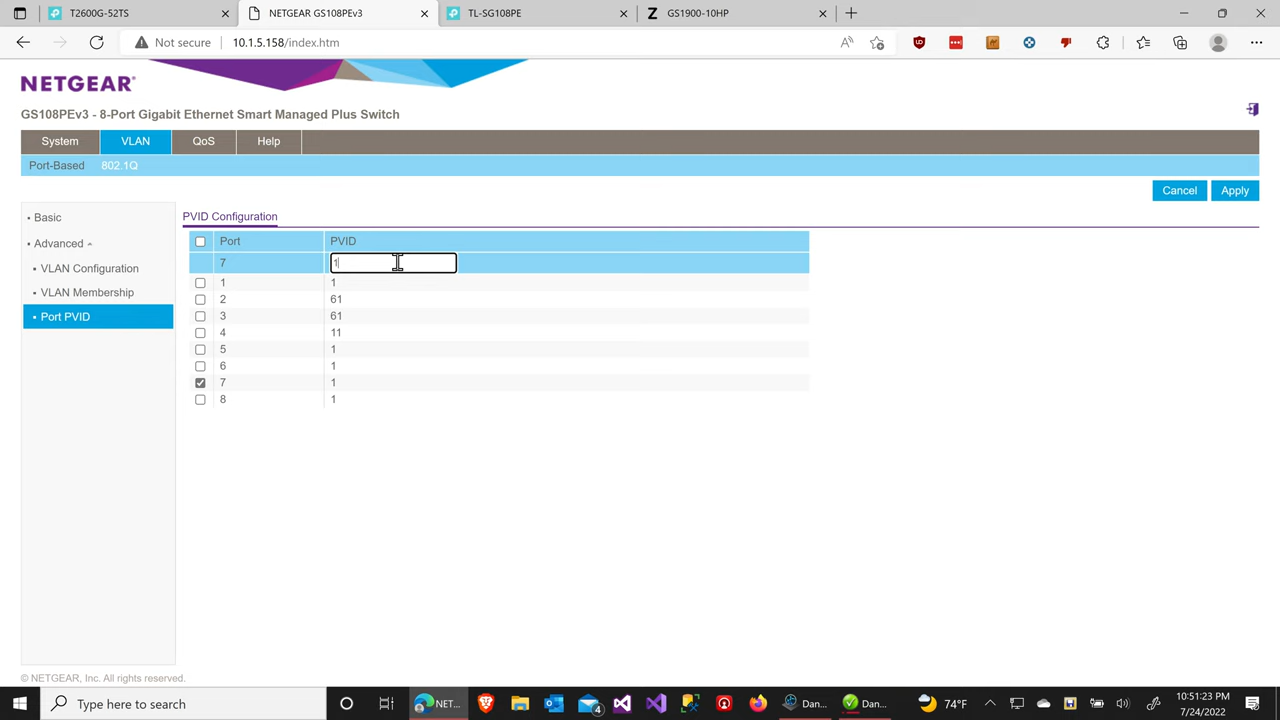 T2600G-52TS
NETGEAR GS108PEv3
TL-SG108PE
Z GS1900-10HP
Not secure 10.1.5.158/index.htm
NETGEAR
GS108PEv3 - 8-Port Gigabit Ethernet Smart Managed Plus Switch
System VLAN QoS Help
Port-Based 802.1Q
Cancel Apply
Basic
Advanced
VLAN Configuration
VLAN Membership
Port PVID
PVID Configuration
Port PVID
7 1
1 1
2 61
3 61
4 11
5 1
6 1
7 1
8 1
© NETGEAR, Inc. All rights reserved.
Type here to search
NET...
4
Dan...
Dan...
74°F
10:51:23 PM
7/24/2022